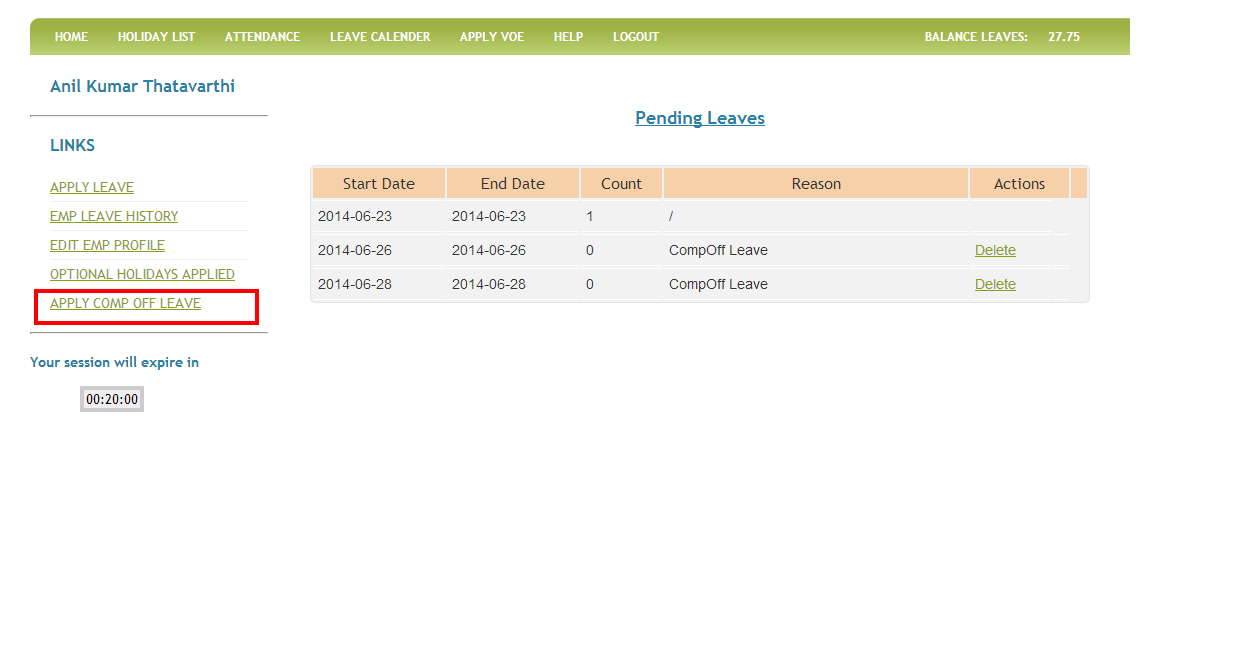 HOME HOLIDAY LIST ATTENDANCE LEAVE CALENDER APPLY VOE HELP LOGOUT BALANCE LEAVES: 27.75
Anil Kumar Thatavarthi
LINKS
APPLY LEAVE
EMP LEAVE HISTORY
EDIT EMP PROFILE
OPTIONAL HOLIDAYS APPLIED
APPLY COMP OFF LEAVE
Your session will expire in
00:20:00
Pending Leaves
Start Date End Date Count Reason Actions
2014-06-23 2014-06-23 1 /
2014-06-26 2014-06-26 0 CompOff Leave Delete
2014-06-28 2014-06-28 0 CompOff Leave Delete